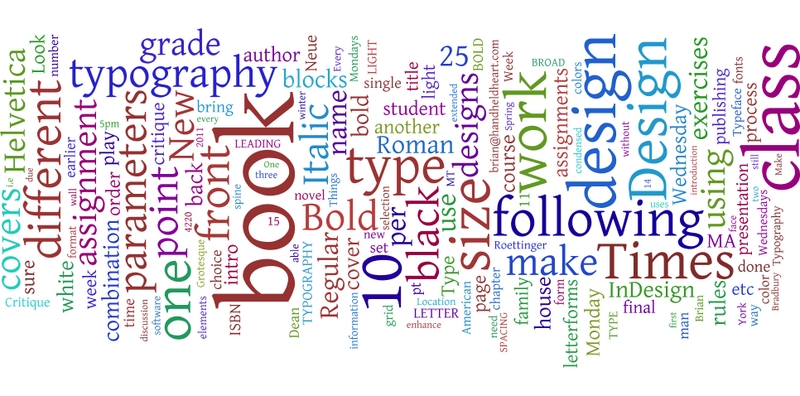 grade
author
Neue
Every
Mondays
LIGHT
25
BOLD
brian@handheldheart.com
Week
BROAD
colors
design
Design
class
Look
number
typography
blocks
winter
single
title
light
extended
Helvetica
i.e
due
different
wall
earlier
5pm
play
critique
New
every
2011
bring
LEADING
One
three
book
15
Italic
name
bold
student
another
Roman
designs
course
spring
work
11
condensed
assignments
without
14
uses
Wednesday
introduction
exercises
publishing
Typeface
fonts
process
two
still
Make
covers
sure
Critique
format
assignment
white
week
order
combination
parameters
time
discussion
software
point
one
4220
back
Grotesque
elements
front
choice
intro
ISBN
spine
novel
Things
able
Dean
TYPOGRAPHY
Bold
Regular
selection
new
set
cover
information
type
10
per
grid
black
pt
Location
LETTER
enhance
use
MT
Type
size
page
American
need
chapter
SPACING
following
Roettinger
make
family
house
form
letterforms
Times
InDesign
Monday
TYPE
final
first
man
Brian
rules
using
MA
face
presentation
Wednesdays
Typography
done
etc
York
way
color
Bradbury